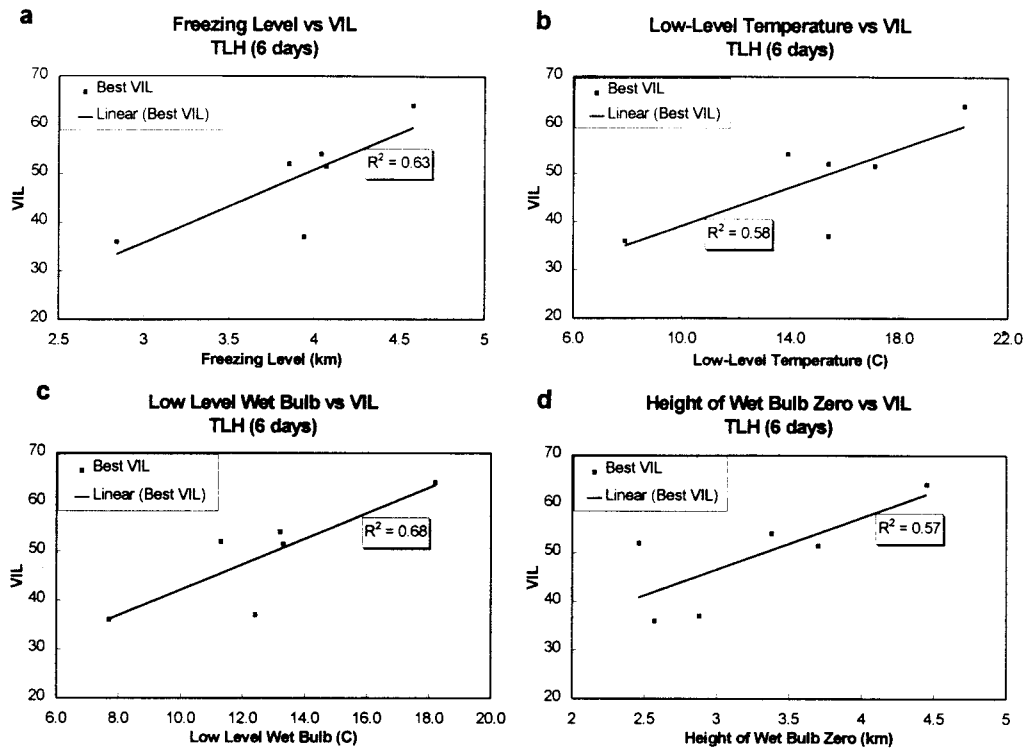 a
Freezing Level vs VIL
TLH (6 days)
70
60
50
40
30
20
VIL
Best VIL
Linear (Best VIL)
R² = 0.63
2.5 3 3.5 4 4.5 5
Freezing Level (km)
b
Low-Level Temperature vs VIL
TLH (6 days)
70
60
50
40
30
20
VIL
Best VIL
Linear (Best VIL)
R² = 0.58
6.0 10.0 14.0 18.0 22.0
Low-Level Temperature (C)
c
Low Level Wet Bulb vs VIL
TLH (6 days)
70
60
50
40
30
20
VIL
Best VIL
Linear (Best VIL)
R² = 0.68
6.0 8.0 10.0 12.0 14.0 16.0 18.0 20.0
Low Level Wet Bulb (C)
d
Height of Wet Bulb Zero vs VIL
TLH (6 days)
70
60
50
40
30
20
VIL
Best VIL
Linear (Best VIL)
R² = 0.57
2 2.5 3 3.5 4 4.5 5
Height of Wet Bulb Zero (km)